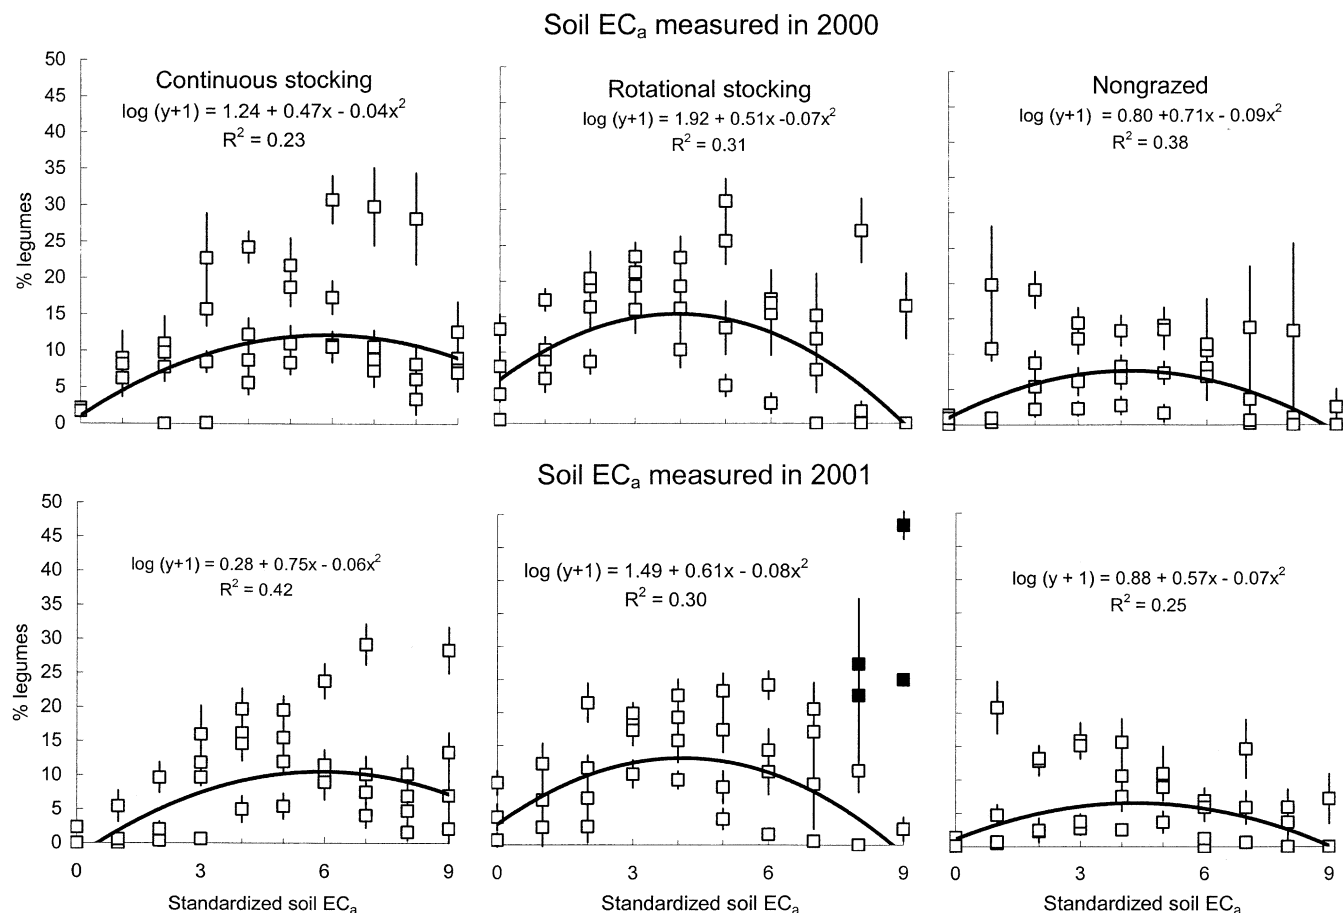 Soil ECa measured in 2000
50
45
40
35
30
25
20
15
10
5
0
% legumes
Continuous stocking
log (y+1) = 1.24 + 0.47x - 0.04x²
R² = 0.23
Rotational stocking
log (y+1) = 1.92 + 0.51x -0.07x²
R² = 0.31
Nongrazed
log (y+1) = 0.80 +0.71x - 0.09x²
R² = 0.38
Soil ECa measured in 2001
50
45
40
35
30
25
20
15
10
5
0
% legumes
log (y+1) = 0.28 + 0.75x - 0.06x²
R² = 0.42
log (y+1) = 1.49 + 0.61x - 0.08x²
R² = 0.30
log (y + 1) = 0.88 + 0.57x - 0.07x²
R² = 0.25
0 3 6 9
0 3 6 9
0 3 6 9
Standardized soil ECa
Standardized soil ECa
Standardized soil ECa